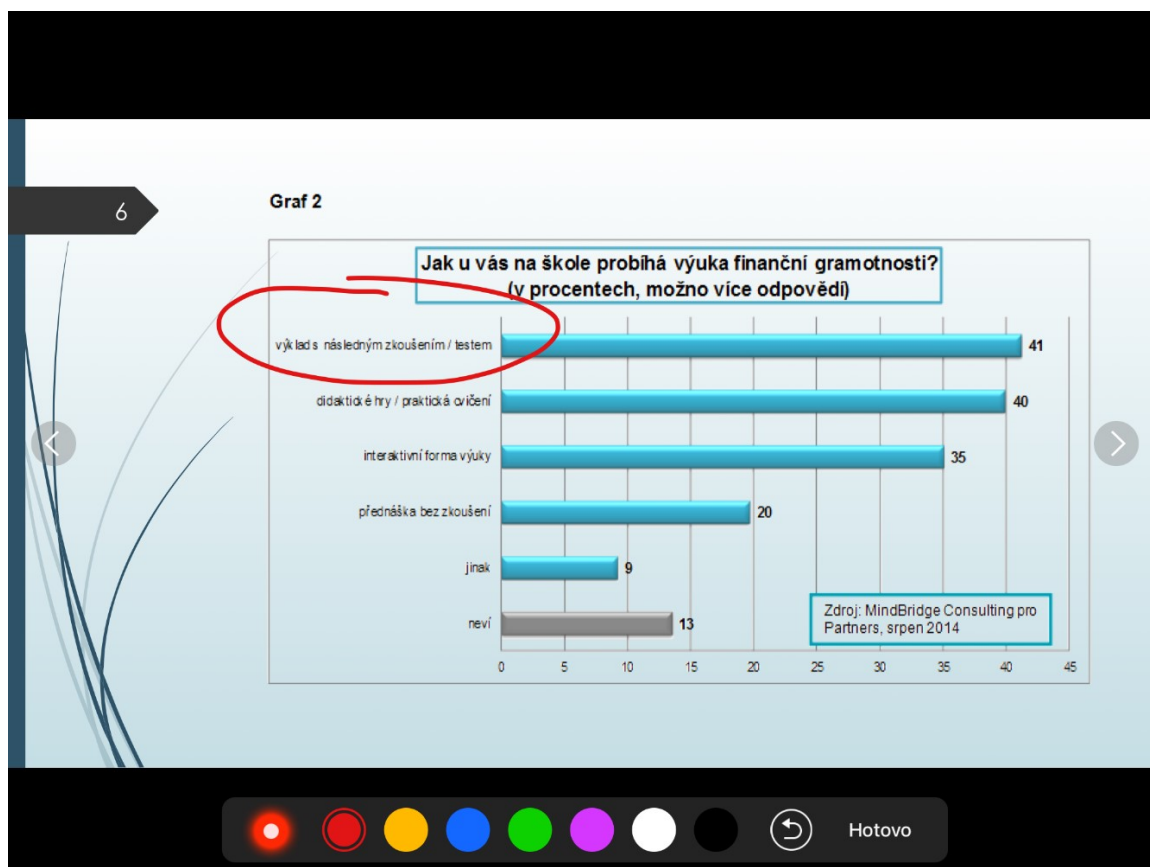 6
Graf 2
Jak u vás na škole probíhá výuka finanční gramotnosti?
(v procentech, možno více odpovědí)
výklad s následným zkoušením / testem
41
didaktické hry / praktická cvičení
40
interaktivní forma výuky
35
přednáška bez zkoušení
20
jinak
9
neví
13
Zdroj: MindBridge Consulting pro
Partners, srpen 2014
0 5 10 15 20 25 30 35 40 45
Hotovo